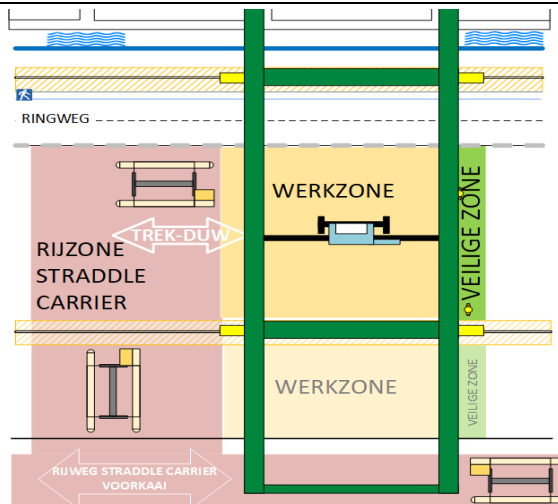 RINGWEG
WERKZONE
TREK-DUW
RIJZONE
STRADDLE
CARRIER
VEILIGE ZONE
WERKZONE
VEILIGE ZONE
RIJWEG STRADDLE CARRIER
VOORKAAI